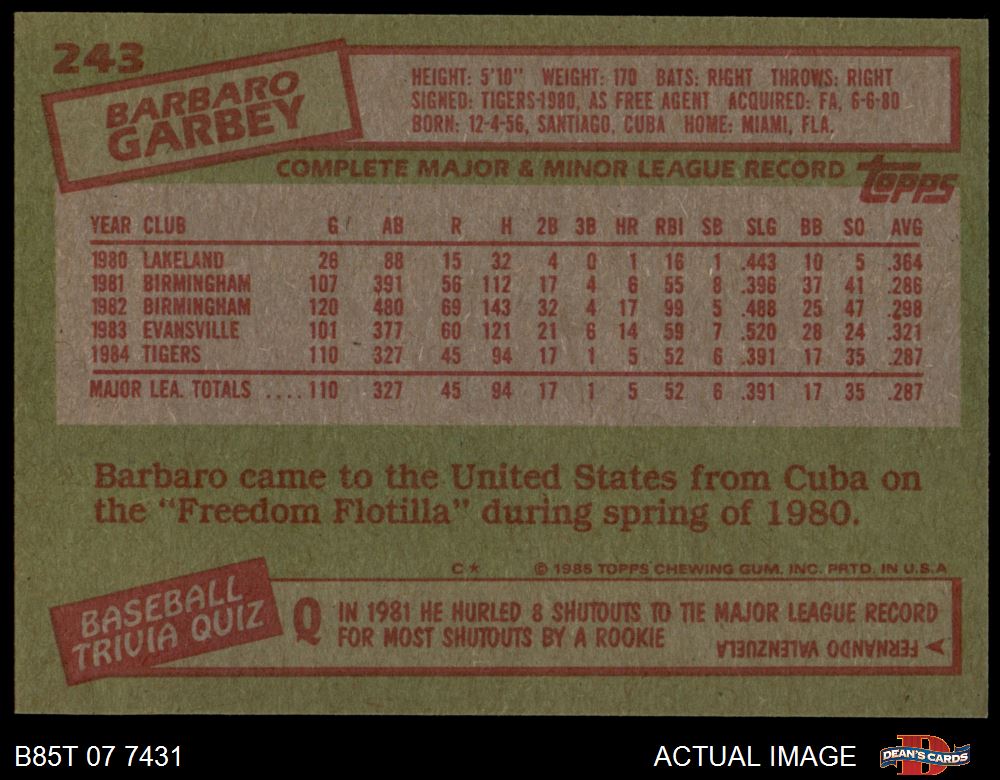 243
BARBARO
GARBEY
HEIGHT: 5'10" WEIGHT: 170 BATS: RIGHT THROWS: RIGHT
SIGNED: TIGERS-1980, AS FREE AGENT ACQUIRED: FA, 6-6-80
BORN: 12-4-56, SANTIAGO, CUBA HOME: MIAMI, FLA.
COMPLETE MAJOR & MINOR LEAGUE RECORD
topps
YEAR CLUB G AB R H 2B 3B HR RBI SB SLG BB SO AVG
1980 LAKELAND 26 88 15 32 4 0 1 16 1 .443 10 5 .364
1981 BIRMINGHAM 107 391 56 112 17 4 6 55 8 .396 37 41 .286
1982 BIRMINGHAM 120 480 69 143 32 4 17 99 5 .488 25 47 .298
1983 EVANSVILLE 101 377 60 121 21 6 14 59 7 .520 28 24 .321
1984 TIGERS 110 327 45 94 17 1 5 52 6 .391 17 35 .287
MAJOR LEA. TOTALS ....110 327 45 94 17 1 5 52 6 .391 17 35 .287
Barbaro came to the United States from Cuba on
the "Freedom Flotilla" during spring of 1980.
C* © 1985 TOPPS CHEWING GUM, INC. PRTD. IN U.S.A
BASEBALL
TRIVIA QUIZ
Q IN 1981 HE HURLED 8 SHUTOUTS TO TIE MAJOR LEAGUE RECORD
FOR MOST SHUTOUTS BY A ROOKIE
A FERNANDO VALENZUELA
B85T 07 7431
ACTUAL IMAGE
D
DEAN'S CARDS